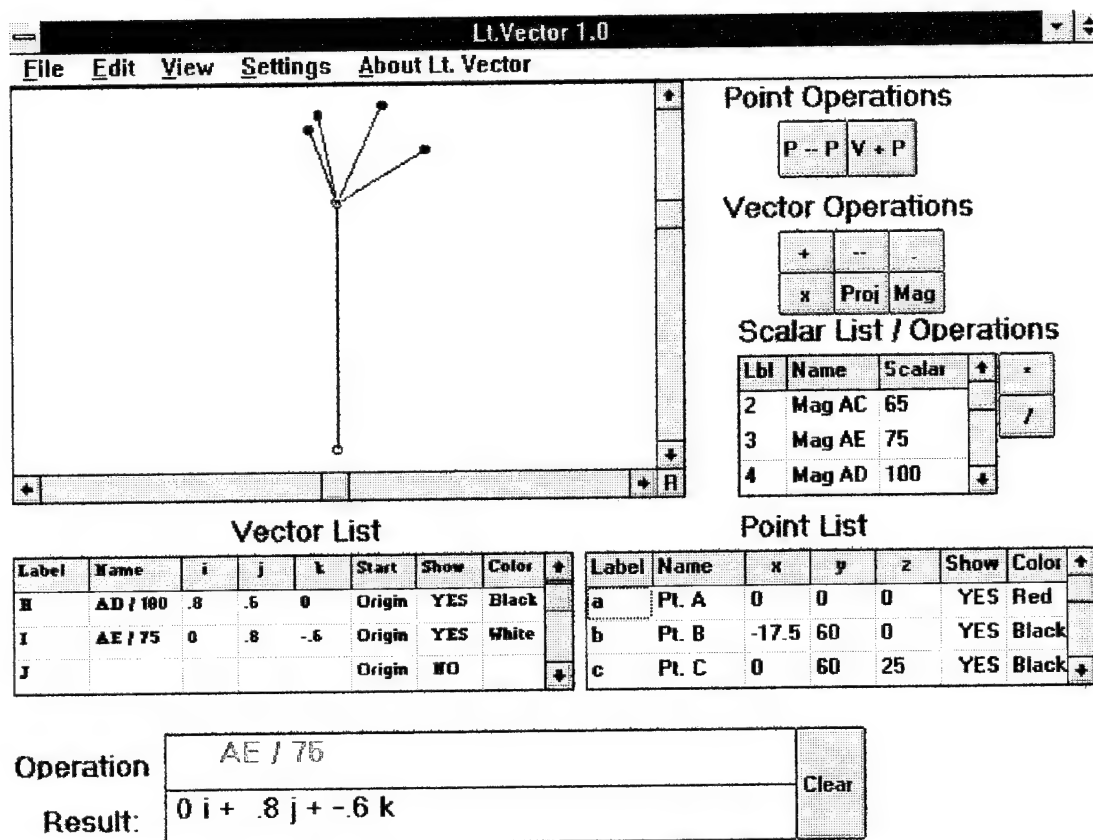 Lt.Vector 1.0
File Edit View Settings About Lt. Vector
Point Operations
P -- P V + P
Vector Operations
+ -- .
x Proj Mag
Scalar List / Operations
Lbl Name Scalar *
2 Mag AC 65
3 Mag AE 75 /
4 Mag AD 100
R
Vector List
Label Name i j k Start Show Color
H AD / 100 .8 .6 0 Origin YES Black
I AE / 75 0 .8 -.6 Origin YES White
J Origin NO
Point List
Label Name x y z Show Color
a Pt. A 0 0 0 YES Red
b Pt. B -17.5 60 0 YES Black
c Pt. C 0 60 25 YES Black
Operation AE / 75
Clear
Result: 0 i + .8 j + -.6 k